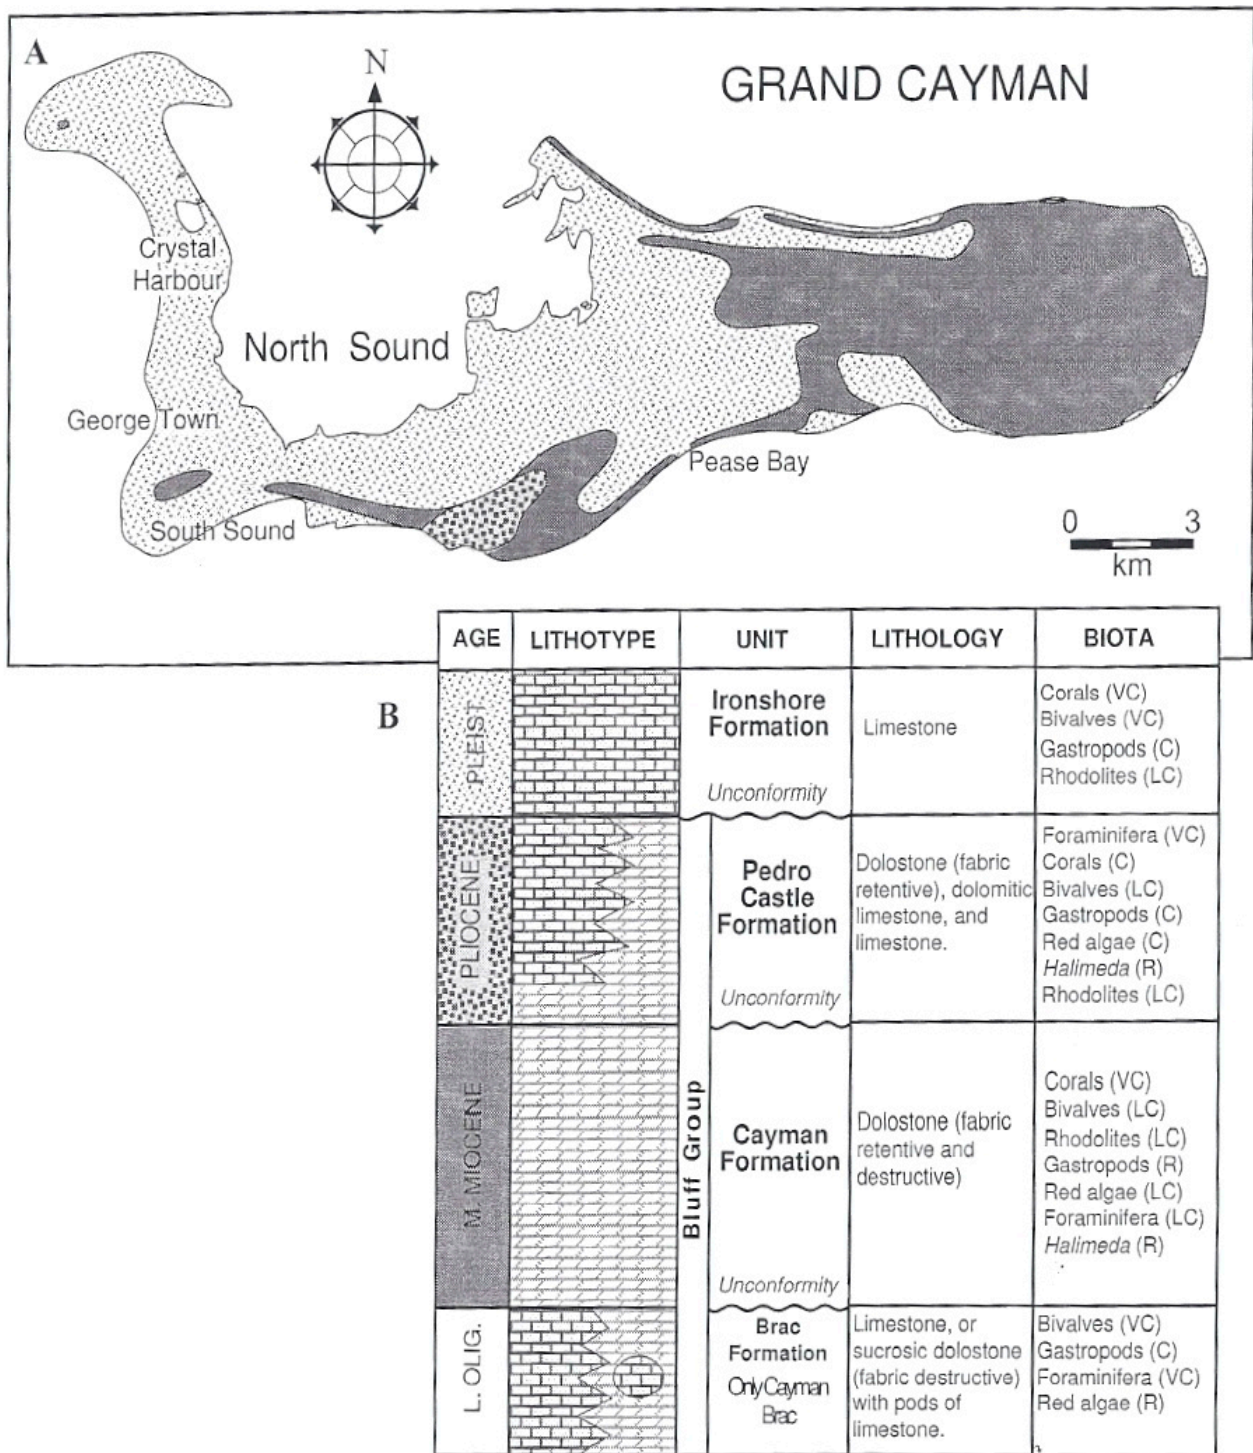 A
N
GRAND CAYMAN
Crystal
Harbour
North Sound
George Town
Pease Bay
South Sound
0 3
km
B
AGE LITHOTYPE UNIT LITHOLOGY BIOTA
PLEIST
Ironshore
Formation
Unconformity
Limestone
Corals (VC)
Bivalves (VC)
Gastropods (C)
Rhodolites (LC)
PLIOCENE
Bluff Group
Pedro
Castle
Formation
Unconformity
Dolostone (fabric
retentive), dolomitic
limestone, and
limestone.
Foraminifera (VC)
Corals (C)
Bivalves (LC)
Gastropods (C)
Red algae (C)
Halimeda (R)
Rhodolites (LC)
M. MIOCENE
Cayman
Formation
Unconformity
Dolostone (fabric
retentive and
destructive)
Corals (VC)
Bivalves (LC)
Rhodolites (LC)
Gastropods (R)
Red algae (LC)
Foraminifera (LC)
Halimeda (R)
L. OLIG.
Brac
Formation
Only Cayman
Brac
Limestone, or
sucrosic dolostone
(fabric destructive)
with pods of
limestone.
Bivalves (VC)
Gastropods (C)
Foraminifera (VC)
Red algae (R)